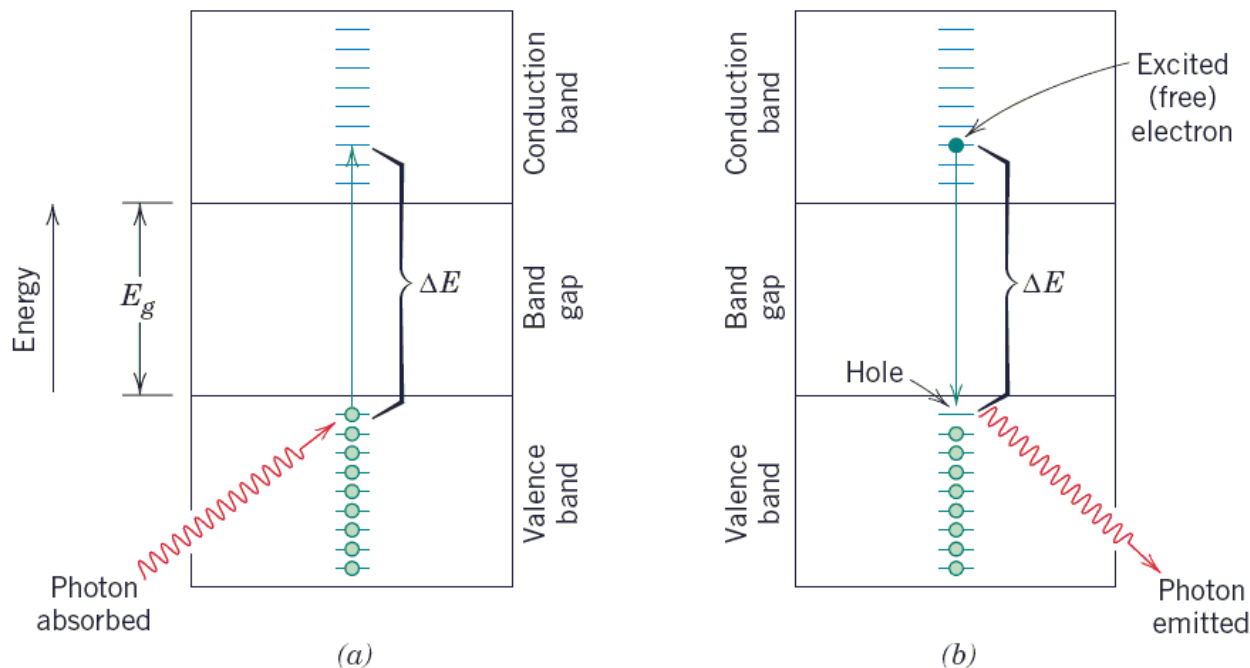 Energy
E_g
Conduction
band
ΔE
Band
gap
Valence
band
Photon
absorbed
(a)
Conduction
band
Excited
(free)
electron
Band
gap
ΔE
Hole
Valence
band
Photon
emitted
(b)